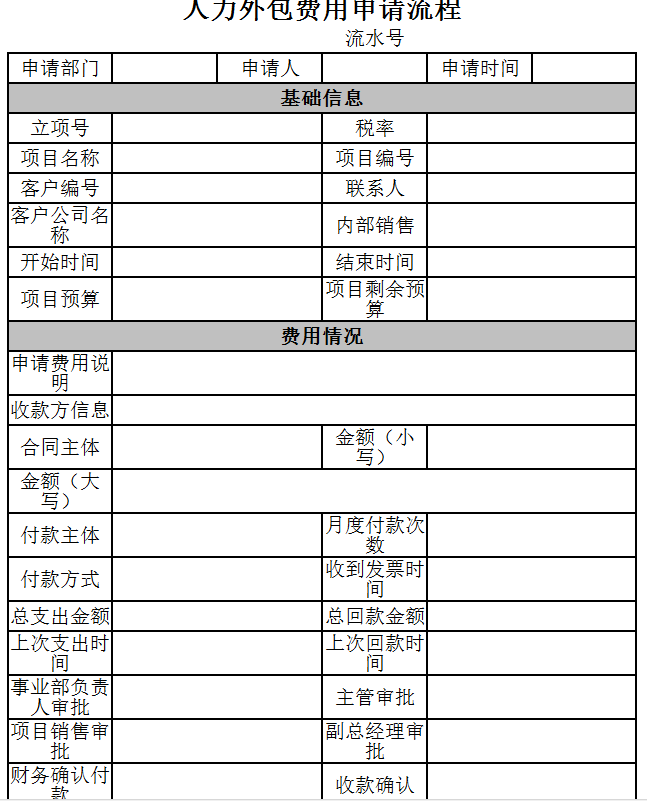 人力外包费用申请流程
流水号
申请部门 申请人 申请时间
基础信息
立项号 税率
项目名称 项目编号
客户编号 联系人
客户公司名
称
内部销售
开始时间 结束时间
项目预算
项目剩余预
算
费用情况
申请费用说
明
收款方信息
合同主体
金额（小
写）
金额（大
写）
付款主体
月度付款次
数
付款方式
收到发票时
间
总支出金额 总回款金额
上次支出时
间
上次回款时
间
事业部负责
人审批
主管审批
项目销售审
批
副总经理审
批
财务确认付
款
收款确认